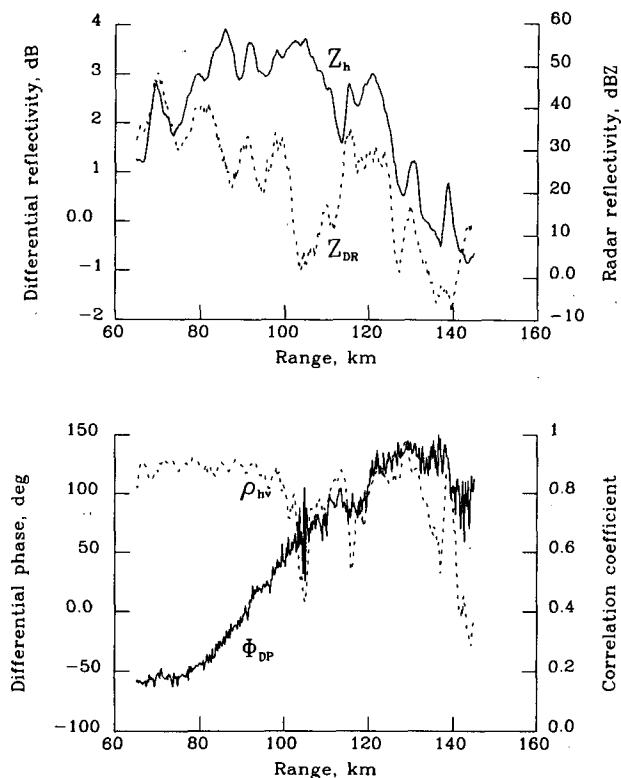 Differential reflectivity, dB
4
3
2
1
0.0
-1
-2
Z_h
Z_DR
60
50
40
30
20
10
0.0
-10
Radar reflectivity, dBZ
60 80 100 120 140 160
Range, km
Differential phase, deg
150
100
50
0.0
-50
-100
ρ_hv
Φ_DP
1
0.8
0.6
0.4
0.2
0.0
Correlation coefficient
60 80 100 120 140 160
Range, km